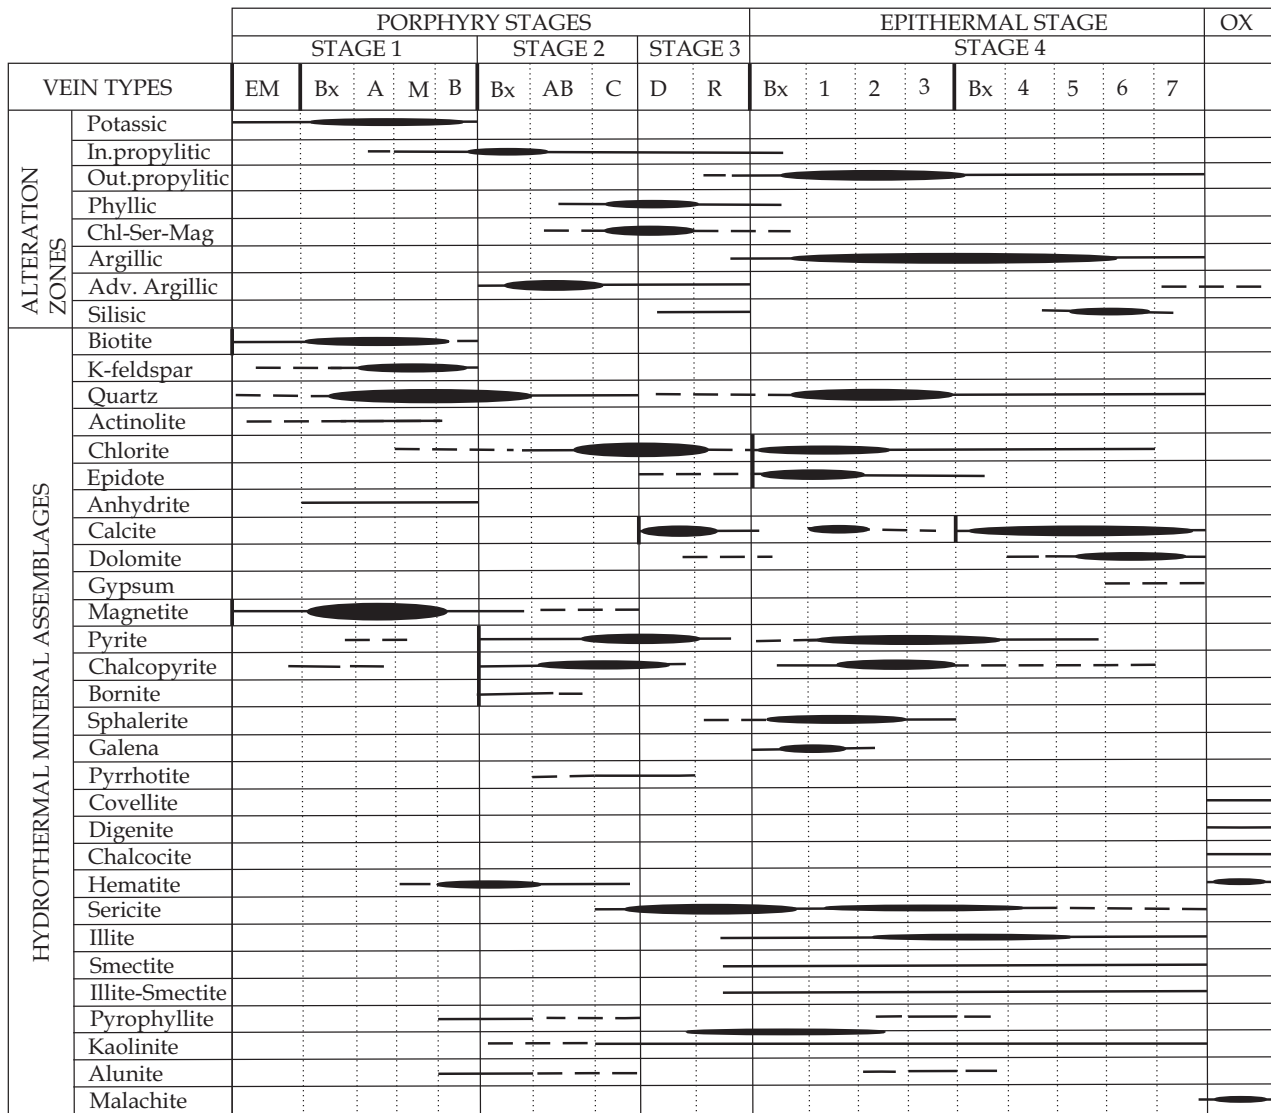 PORPHYRY STAGES EPITHERMAL STAGE OX
STAGE 1 STAGE 2 STAGE 3 STAGE 4
VEIN TYPES EM Bx A M B Bx AB C D R Bx 1 2 3 Bx 4 5 6 7
ALTERATION
ZONES
Potassic
In.propylitic
Out.propylitic
Phyllic
Chl-Ser-Mag
Argillic
Adv. Argillic
Silisic
HYDROTHERMAL MINERAL ASSEMBLAGES
Biotite
K-feldspar
Quartz
Actinolite
Chlorite
Epidote
Anhydrite
Calcite
Dolomite
Gypsum
Magnetite
Pyrite
Chalcopyrite
Bornite
Sphalerite
Galena
Pyrrhotite
Covellite
Digenite
Chalcocite
Hematite
Sericite
Illite
Smectite
Illite-Smectite
Pyrophyllite
Kaolinite
Alunite
Malachite